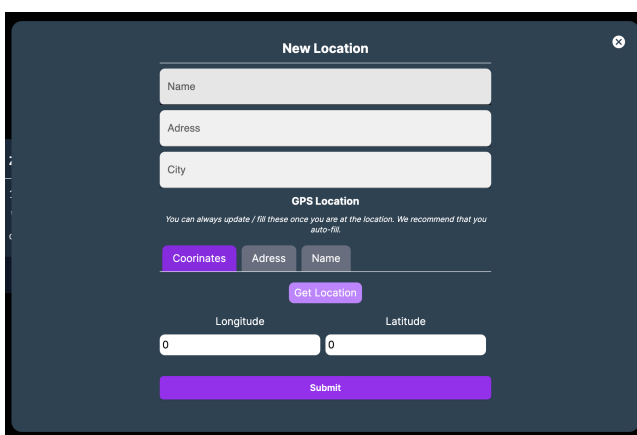 New Location
Name
Adress
City
GPS Location
You can always update / fill these once you are at the location. We recommend that you
auto-fill.
Coorinates Adress Name
Get Location
Longitude Latitude
0 0
Submit